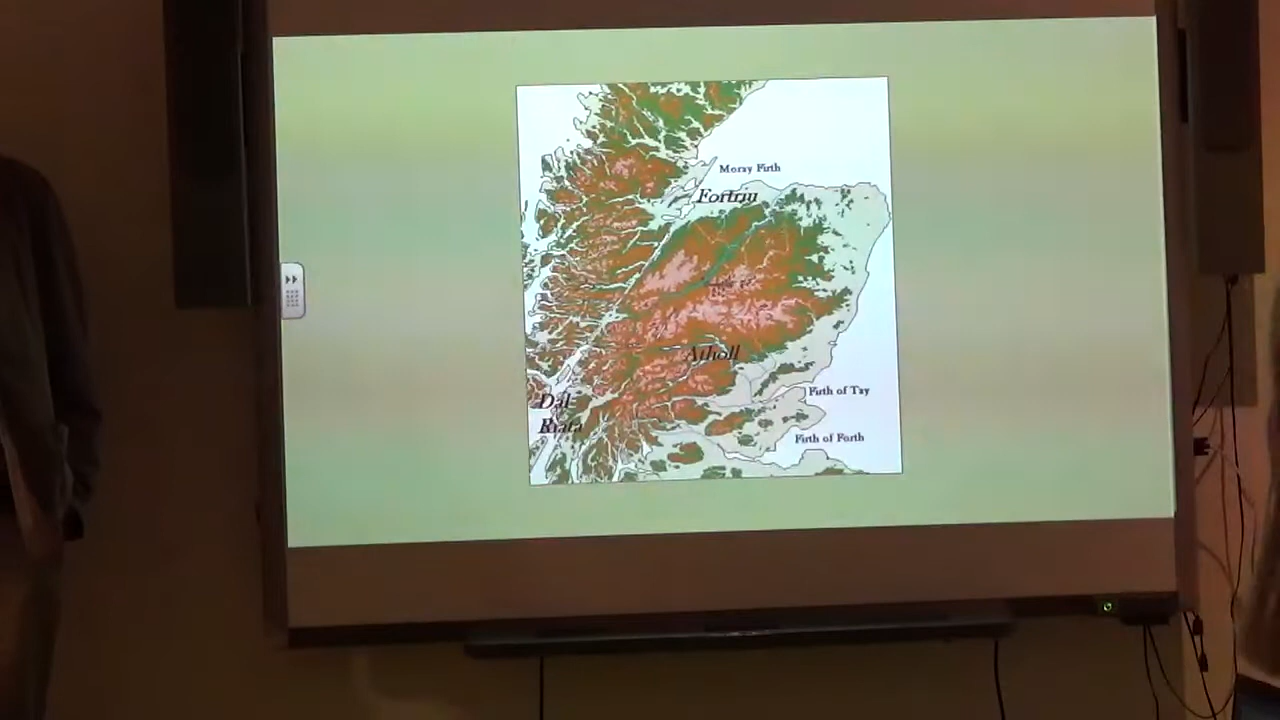 Moray Firth
Fortriu
Atholl
Dál
Riata
Firth of Tay
Firth of Forth